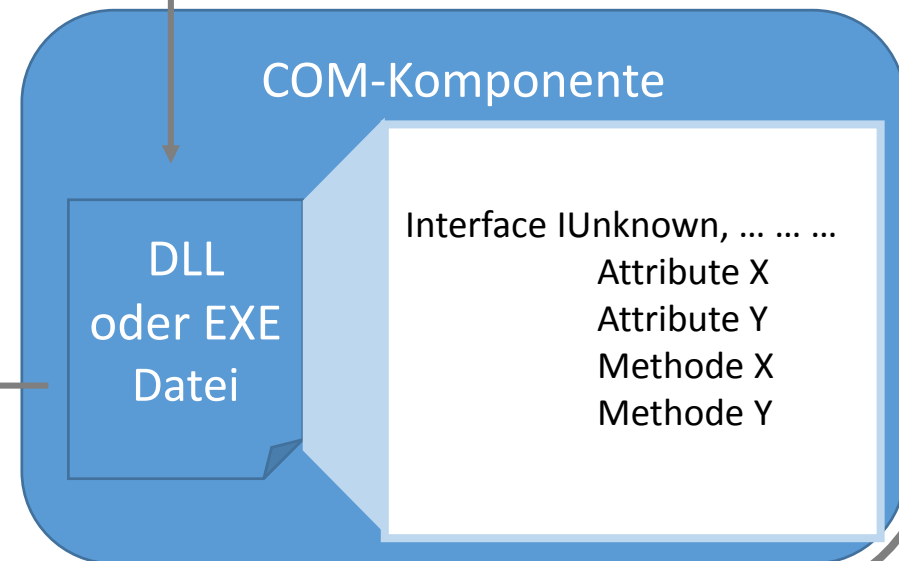 COM-Komponente
DLL
oder EXE
Datei
Interface IUnknown, ... ... ...
Attribute X
Attribute Y
Methode X
Methode Y